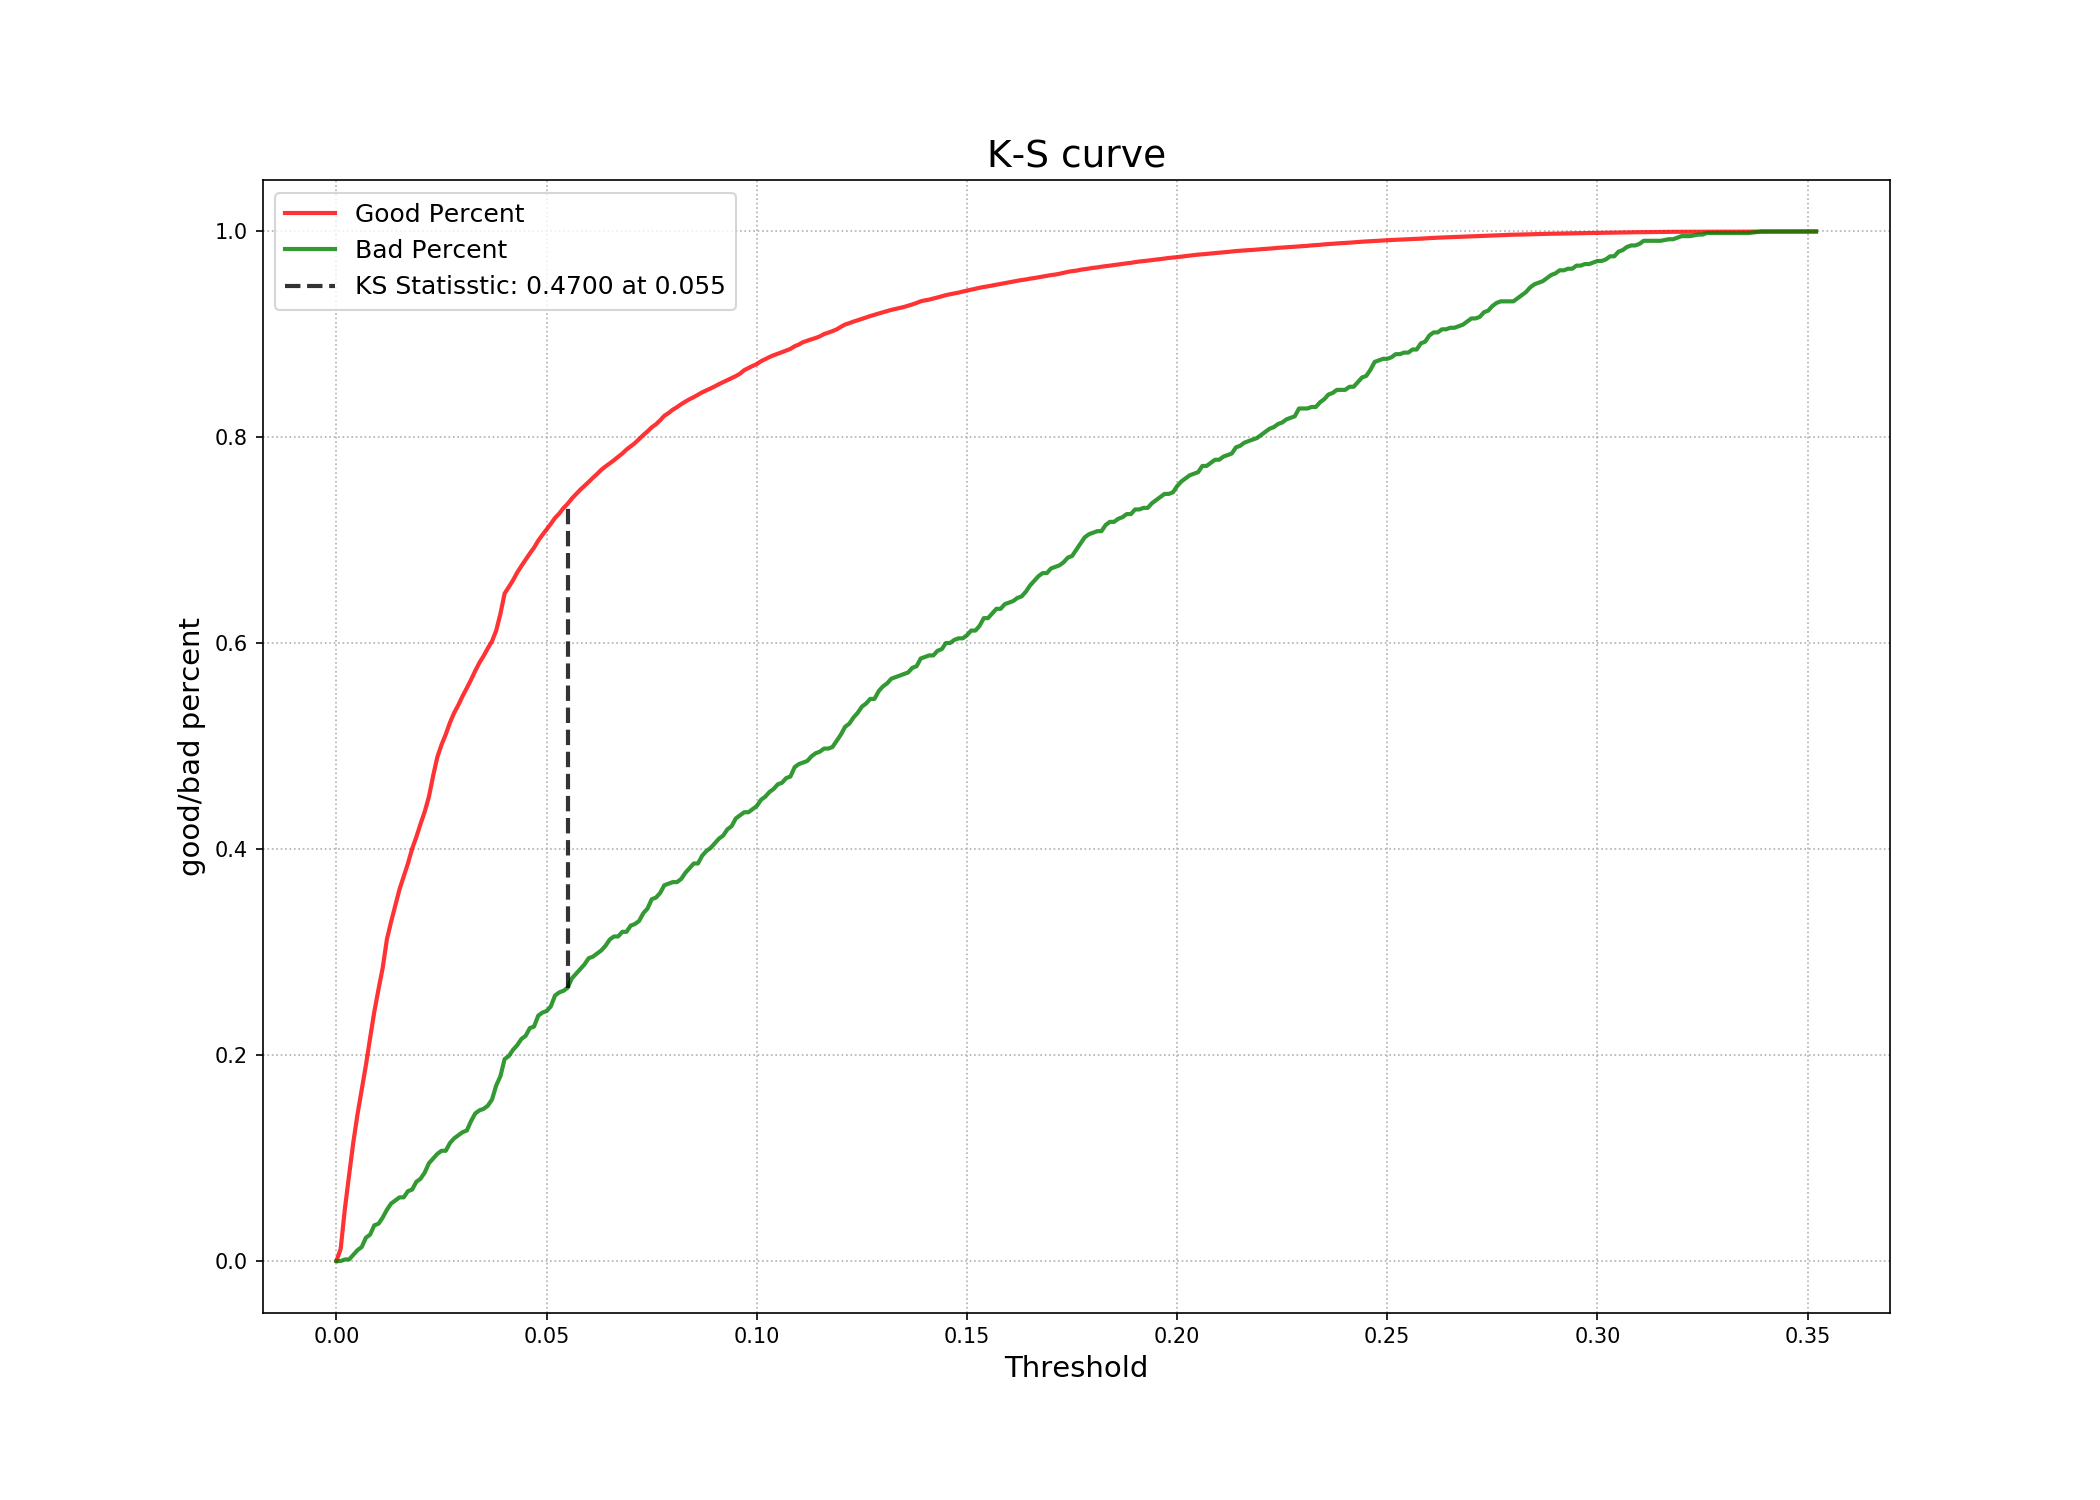 K-S curve
Good Percent
Bad Percent
KS Statisstic: 0.4700 at 0.055
1.0
0.8
0.6
0.4
0.2
0.0
good/bad percent
0.00 0.05 0.10 0.15 0.20 0.25 0.30 0.35
Threshold